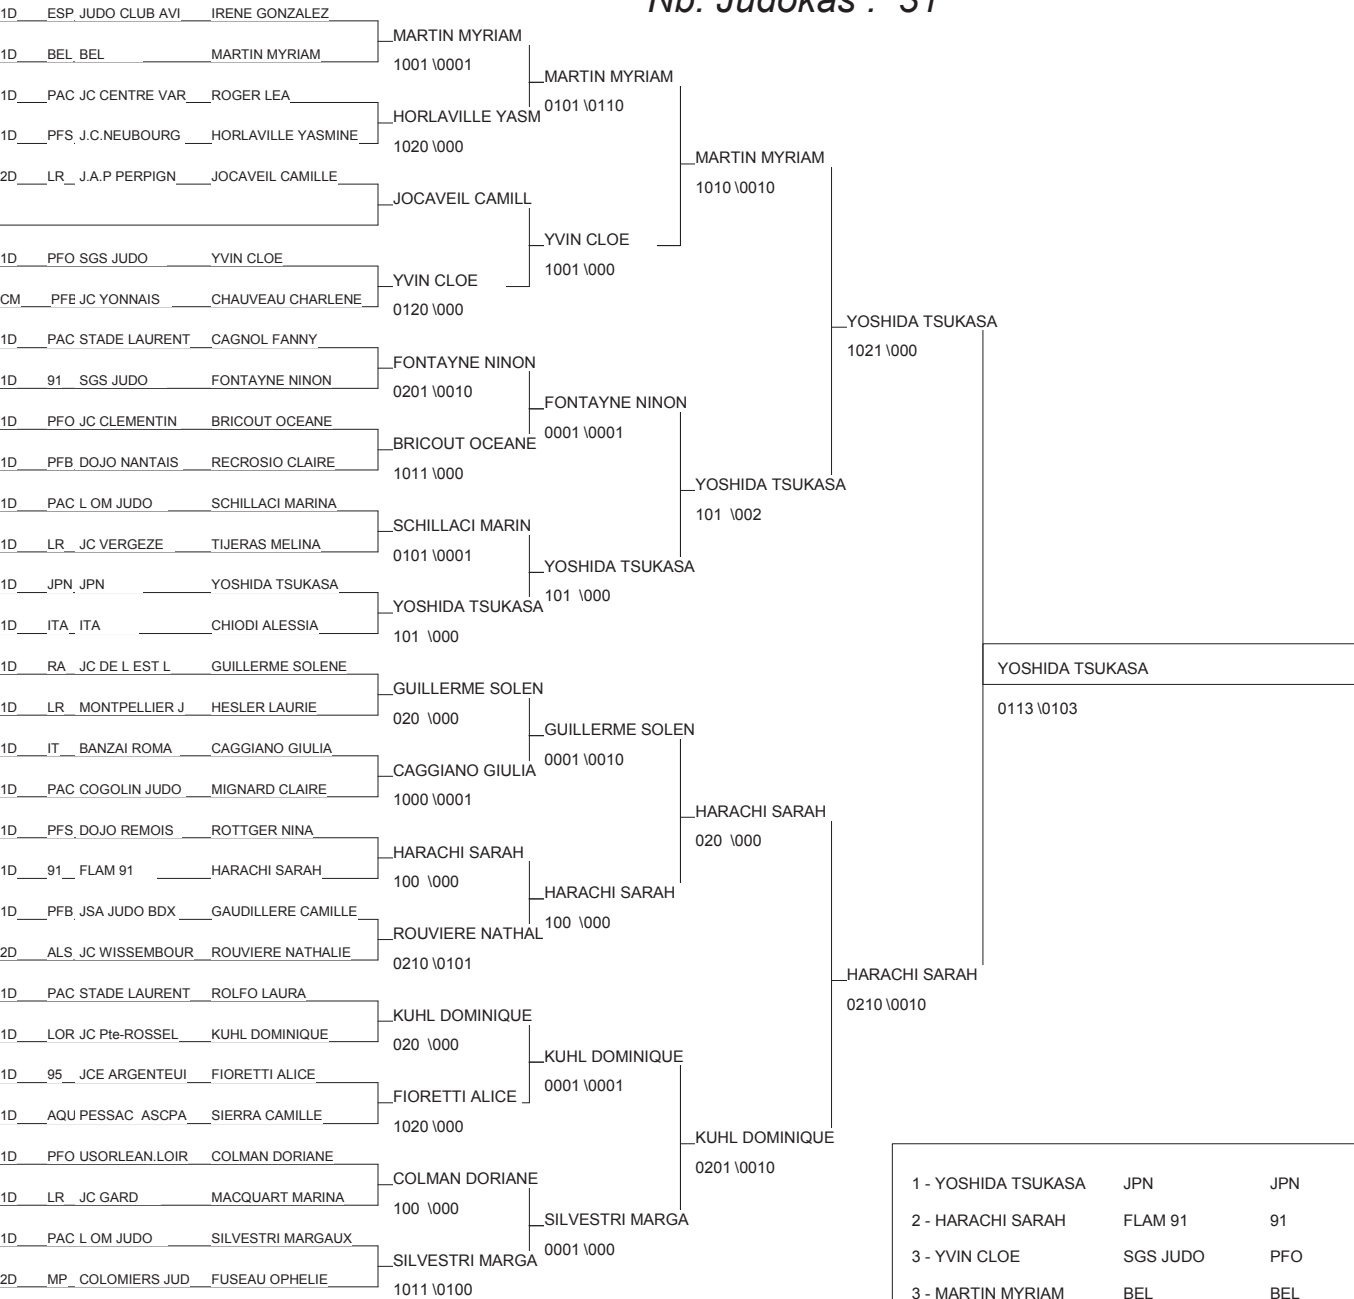 Nb. Judokas : 31
1D ESP JUDO CLUB AVI IRENE GONZALEZ
1D BEL BEL MARTIN MYRIAM
1D PAC JC CENTRE VAR ROGER LEA
1D PFS J.C.NEUBOURG HORLAVILLE YASMINE
2D LR J.A.P PERPIGN JOCAVEIL CAMILLE
1D PFO SGS JUDO YVIN CLOE
CM PFB JC YONNAIS CHAUVEAU CHARLENE
1D PAC STADE LAURENT CAGNOL FANNY
1D 91 SGS JUDO FONTAYNE NINON
1D PFO JC CLEMENTIN BRICOUT OCEANE
1D PFB DOJO NANTAIS RECROSIO CLAIRE
1D PAC L OM JUDO SCHILLACI MARINA
1D LR JC VERGEZE TIJERAS MELINA
1D JPN JPN YOSHIDA TSUKASA
1D ITA ITA CHIODI ALESSIA
1D RA JC DE L EST L GUILLERME SOLENE
1D LR MONTPELLIER J HESLER LAURIE
1D IT BANZAI ROMA CAGGIANO GIULIA
1D PAC COGOLIN JUDO MIGNARD CLAIRE
1D PFS DOJO REMOIS ROTTGER NINA
1D 91 FLAM 91 HARACHI SARAH
1D PFB JSA JUDO BDX GAUDILLERE CAMILLE
2D ALS JC WISSEMBOUR ROUVIERE NATHALIE
1D PAC STADE LAURENT ROLFO LAURA
1D LOR JC Pte-ROSSEL KUHL DOMINIQUE
1D 95 JCE ARGENTEUI FIORETTI ALICE
1D AQU PESSAC ASCPA SIERRA CAMILLE
1D PFO USORLEAN.LOIR COLMAN DORIANE
1D LR JC GARD MACQUART MARINA
1D PAC L OM JUDO SILVESTRI MARGAUX
2D MP COLOMIERS JUD FUSEAU OPHELIE
MARTIN MYRIAM
1001 \0001
HORLAVILLE YASM
1020 \000
JOCAVEIL CAMILL
YVIN CLOE
0120 \000
FONTAYNE NINON
0201 \0010
BRICOUT OCEANE
1011 \000
SCHILLACI MARIN
0101 \0001
YOSHIDA TSUKASA
101 \000
GUILLERME SOLEN
020 \000
CAGGIANO GIULIA
1000 \0001
HARACHI SARAH
100 \000
ROUVIERE NATHAL
0210 \0101
KUHL DOMINIQUE
020 \000
FIORETTI ALICE
1020 \000
COLMAN DORIANE
100 \000
SILVESTRI MARGA
1011 \0100
MARTIN MYRIAM
0101 \0110
YVIN CLOE
1001 \000
FONTAYNE NINON
0001 \0001
YOSHIDA TSUKASA
101 \000
GUILLERME SOLEN
0001 \0010
HARACHI SARAH
100 \000
KUHL DOMINIQUE
0001 \0001
SILVESTRI MARGA
0001 \000
MARTIN MYRIAM
1010 \0010
YOSHIDA TSUKASA
101 \002
HARACHI SARAH
020 \000
KUHL DOMINIQUE
0201 \0010
YOSHIDA TSUKASA
1021 \000
HARACHI SARAH
0210 \0010
YOSHIDA TSUKASA
0113 \0103
1 - YOSHIDA TSUKASA JPN JPN
2 - HARACHI SARAH FLAM 91 91
3 - YVIN CLOE SGS JUDO PFO
3 - MARTIN MYRIAM BEL BEL